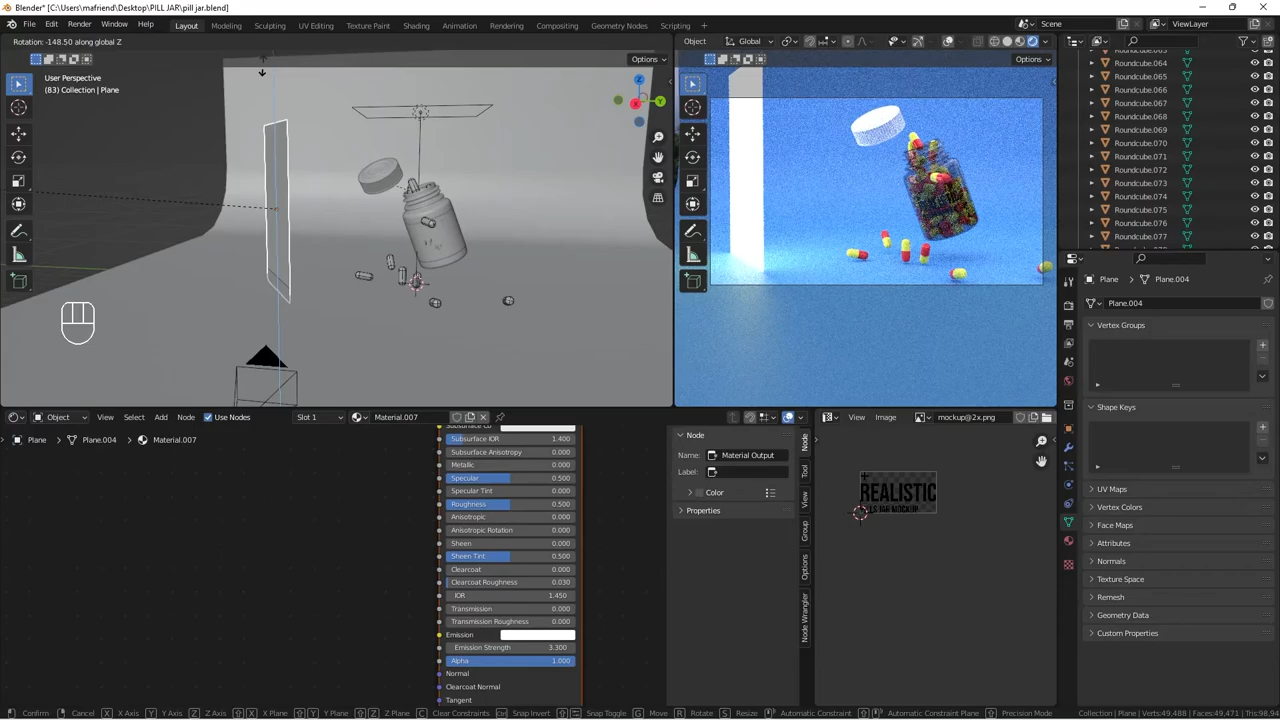 Blender* [C:\Users\mafriend\Desktop\PILL JAR\pill jar.blend]
File Edit Render Window Help Layout Modeling Sculpting UV Editing Texture Paint Shading Animation Rendering Compositing Geometry Nodes Scripting + Scene ViewLayer
Rotation: -148.50 along global Z
Object Global
Options
Options
User Perspective
(83) Collection | Plane
Z
Y
X
Roundcube.063
Roundcube.064
Roundcube.065
Roundcube.066
Roundcube.067
Roundcube.068
Roundcube.069
Roundcube.070
Roundcube.071
Roundcube.072
Roundcube.073
Roundcube.074
Roundcube.075
Roundcube.076
Roundcube.077
Plane > Plane.004
Plane.004
Vertex Groups
Shape Keys
UV Maps
Vertex Colors
Face Maps
Attributes
Normals
Texture Space
Remesh
Geometry Data
Custom Properties
Object View Select Add Node Use Nodes Slot 1 Material.007
Plane > Plane.004 > Material.007
Subsurface IOR 1.400
Subsurface Anisotropy 0.000
Metallic 0.000
Specular 0.500
Specular Tint 0.000
Roughness 0.500
Anisotropic 0.000
Anisotropic Rotation 0.000
Sheen 0.000
Sheen Tint 0.500
Clearcoat 0.000
Clearcoat Roughness 0.030
IOR 1.450
Transmission 0.000
Transmission Roughness 0.000
Emission
Emission Strength 3.300
Alpha 1.000
Normal
Clearcoat Normal
Tangent
Node
Name: Material Output
Label:
Color
Properties
Node
Tool
View
Group
Options
Node Wrangler
View Image mockup@2x.png
REALISTIC
Confirm Cancel X X Axis Y Y Axis Z Z Axis X X Plane Y Y Plane Z Z Plane C Clear Constraints Snap Invert Snap Toggle G Move R Rotate S Resize Automatic Constraint Automatic Constraint Plane Precision Mode
Collection | Plane | Verts:49,488 | Faces:49,471 | Tris:98,94